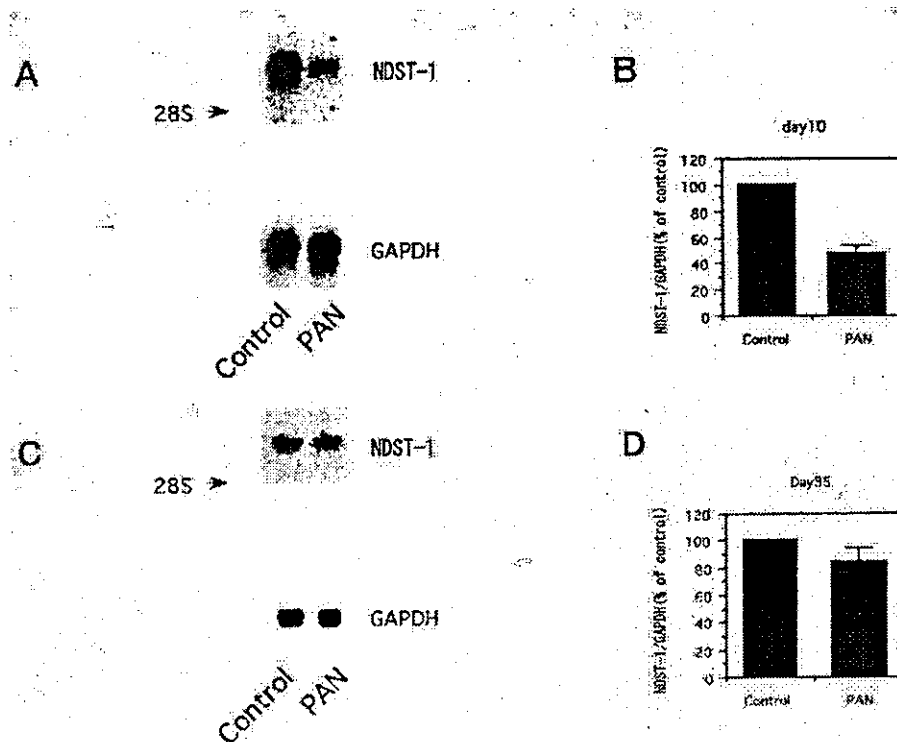 A
NDST-1
28S
GAPDH
Control
PAN
B
day10
NDST-1/GAPDH(% of control)
120
100
80
60
40
20
0
Control
PAN
C
NDST-1
28S
GAPDH
Control
PAN
D
Day95
NDST-1/GAPDH(% of control)
120
100
80
60
40
20
0
Control
PAN